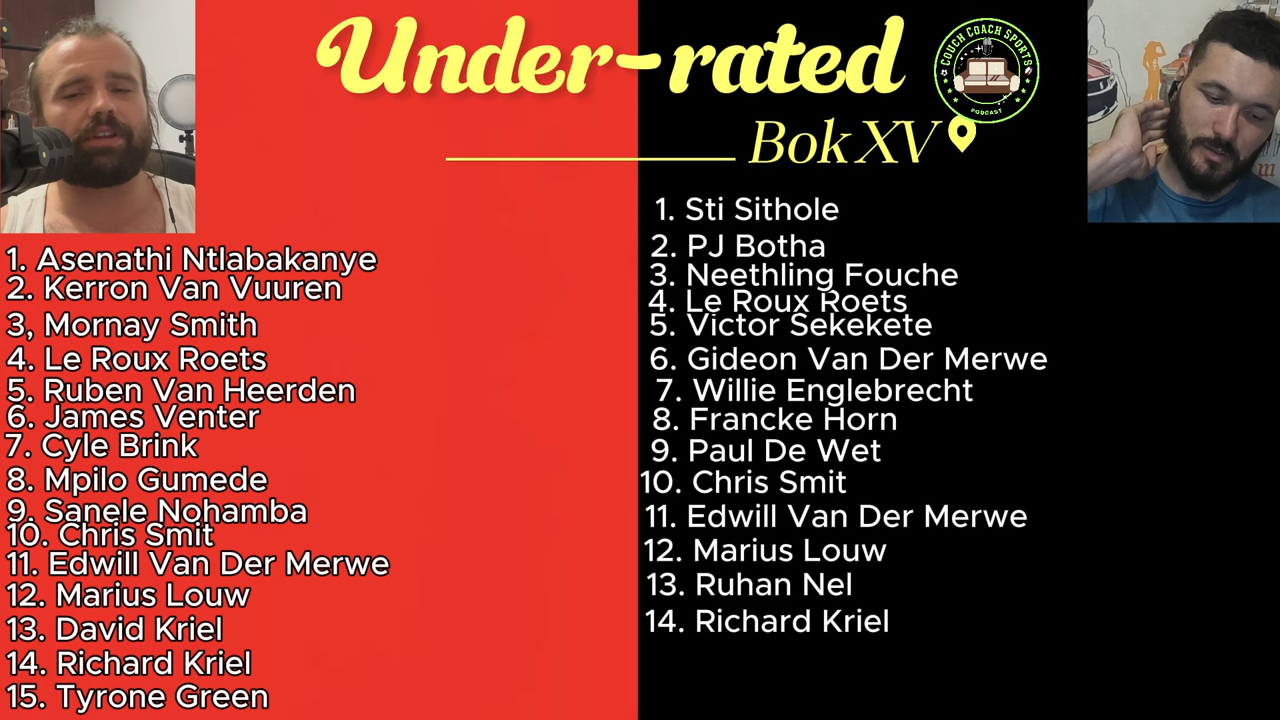 Under-rated
COUCH COACH SPORTS
PODCAST
Bok XV
1. Asenathi Ntlabakanye
2. Kerron Van Vuuren
3, Mornay Smith
4. Le Roux Roets
5. Ruben Van Heerden
6. James Venter
7. Cyle Brink
8. Mpilo Gumede
9. Sanele Nohamba
10. Chris Smit
11. Edwill Van Der Merwe
12. Marius Louw
13. David Kriel
14. Richard Kriel
15. Tyrone Green
1. Sti Sithole
2. PJ Botha
3. Neethling Fouche
4. Le Roux Roets
5. Victor Sekekete
6. Gideon Van Der Merwe
7. Willie Englebrecht
8. Francke Horn
9. Paul De Wet
10. Chris Smit
11. Edwill Van Der Merwe
12. Marius Louw
13. Ruhan Nel
14. Richard Kriel